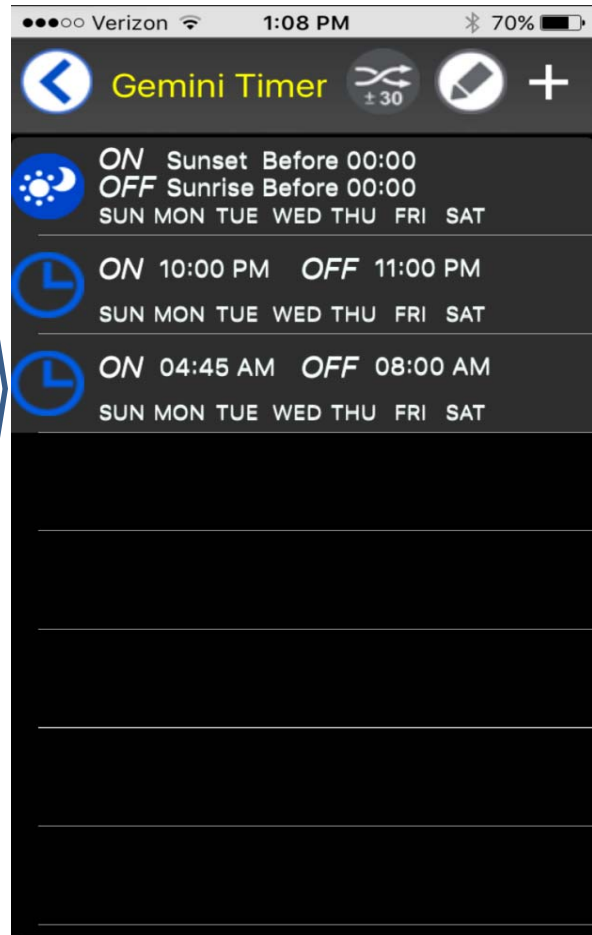 Verizon 1:08 PM 70%
Gemini Timer ± 30 +
ON Sunset Before 00:00
OFF Sunrise Before 00:00
SUN MON TUE WED THU FRI SAT
ON 10:00 PM OFF 11:00 PM
SUN MON TUE WED THU FRI SAT
ON 04:45 AM OFF 08:00 AM
SUN MON TUE WED THU FRI SAT